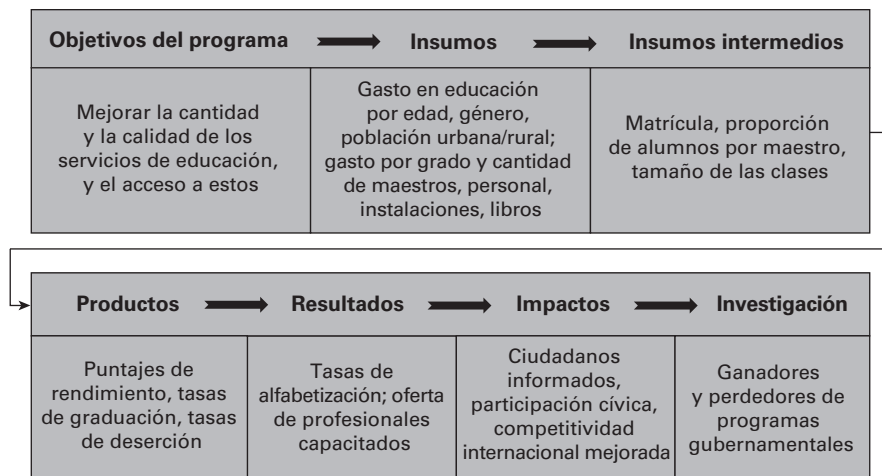 Objetivos del programa
Insumos
Insumos intermedios
Mejorar la cantidad
y la calidad de los
servicios de educación,
y el acceso a estos
Gasto en educación
por edad, género,
población urbana/rural;
gasto por grado y cantidad
de maestros, personal,
instalaciones, libros
Matrícula, proporción
de alumnos por maestro,
tamaño de las clases
Productos
Resultados
Impactos
Investigación
Puntajes de
rendimiento, tasas
de graduación, tasas
de deserción
Tasas de
alfabetización; oferta
de profesionales
capacitados
Ciudadanos
informados,
participación cívica,
competitividad
internacional mejorada
Ganadores
y perdedores de
programas
gubernamentales